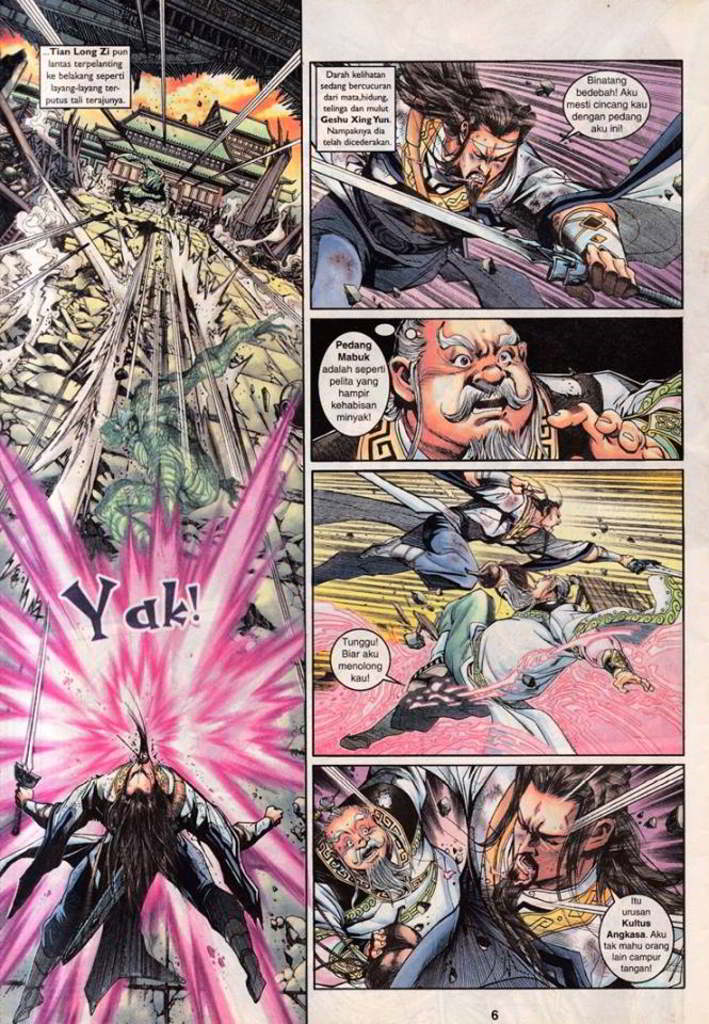 ...Tian Long Zi pun
lantas terpelanting
ke belakang seperti
layang-layang ter-
putus tali terajunya.
Yak!
Darah kelihatan
sedang bercucuran
dari mata,hidung,
telinga dan mulut
Geshu Xing Yun.
Nampaknya dia
telah dicederakan.
Binatang
bedebah! Aku
mesti cincang kau
dengan pedang
aku ini!
Pedang
Mabuk
adalah seperti
pelita yang
hampir
kehabisan
minyak!
Tunggu!
Biar aku
menolong
kau!
Itu
urusan
Kultus
Angkasa. Aku
tak mahu orang
lain campur
tangan!
6